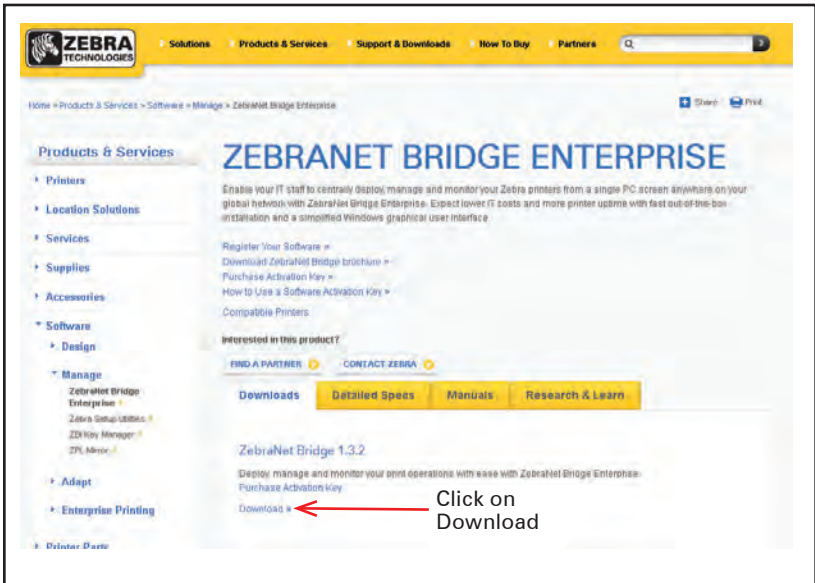 ZEBRA
TECHNOLOGIES
Solutions Products & Services Support & Downloads How To Buy Partners
Home » Products & Services » Software » Manage » ZebraNet Bridge Enterprise
Share Print
Products & Services
Printers
Location Solutions
Services
Supplies
Accessories
Software
Design
Manage
ZebraNet Bridge
Enterprise
Zebra Setup Utilities
ZBI Key Manager
ZPL Mirror
Adapt
Enterprise Printing
Printer Parts
ZEBRANET BRIDGE ENTERPRISE
Enable your IT staff to centrally deploy, manage and monitor your Zebra printers from a single PC screen anywhere on your
global network with ZebraNet Bridge Enterprise. Expect lower IT costs and more printer uptime with fast out-of-the-box
installation and a simplified Windows graphical user interface.
Register Your Software »
Download ZebraNet Bridge brochure »
Purchase Activation Key »
How to Use a Software Activation Key »
Compatible Printers
Interested in this product?
FIND A PARTNER CONTACT ZEBRA
Downloads Detailed Specs Manuals Research & Learn
ZebraNet Bridge 1.3.2
Deploy, manage and monitor your print operations with ease with ZebraNet Bridge Enterprise.
Purchase Activation Key
Download »
Click on
Download